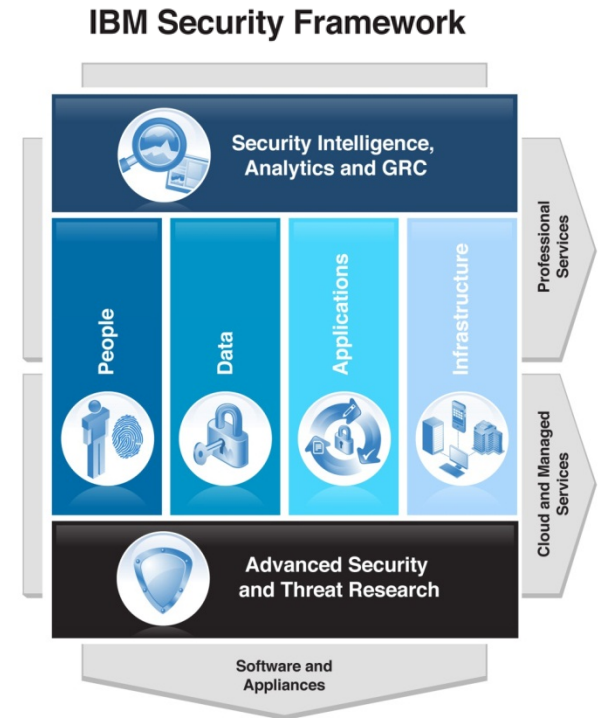 IBM Security Framework
Security Intelligence,
Analytics and GRC
People
Data
Applications
Infrastructure
Professional
Services
Cloud and Managed
Services
Advanced Security
and Threat Research
Software and
Appliances